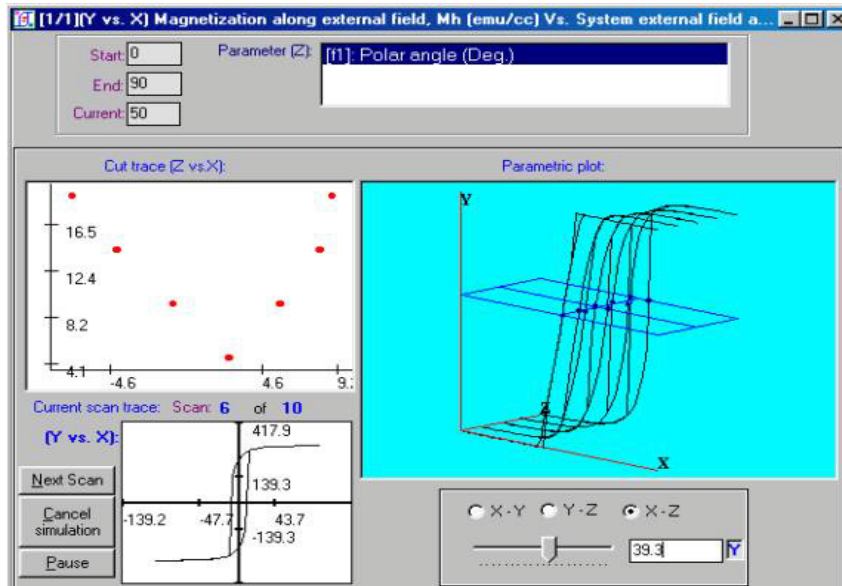 [1/1](Y vs. X) Magnetization along external field, Mh (emu/cc) Vs. System external field a...
Start: 0
Parameter (Z):
[f1]: Polar angle (Deg.)
End: 90
Current: 50
Cut trace (Z vs.X):
Parametric plot:
16.5
12.4
8.2
4.1
-4.6
4.6
Y
Z
X
Current scan trace: Scan: 6 of 10
(Y vs. X):
417.9
139.3
-139.2
-47.7
43.7
-139.3
Next Scan
Cancel
simulation
Pause
X-Y
Y-Z
X-Z
39.3
Y